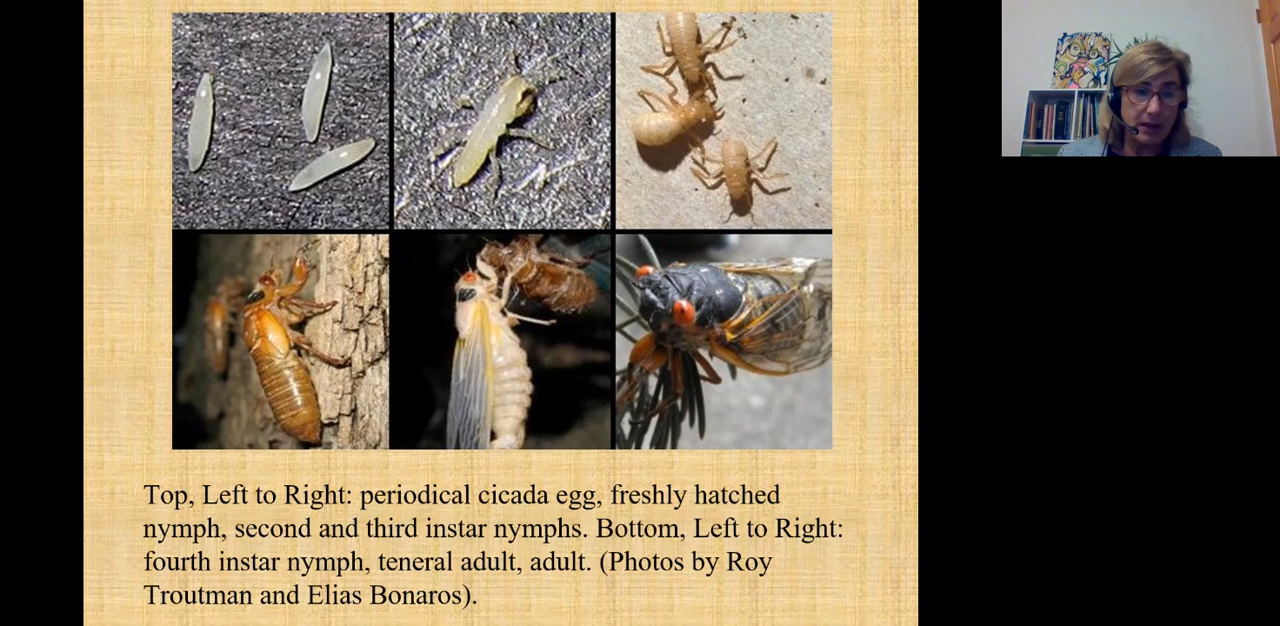 Top, Left to Right: periodical cicada egg, freshly hatched
nymph, second and third instar nymphs. Bottom, Left to Right:
fourth instar nymph, teneral adult, adult. (Photos by Roy
Troutman and Elias Bonaros).